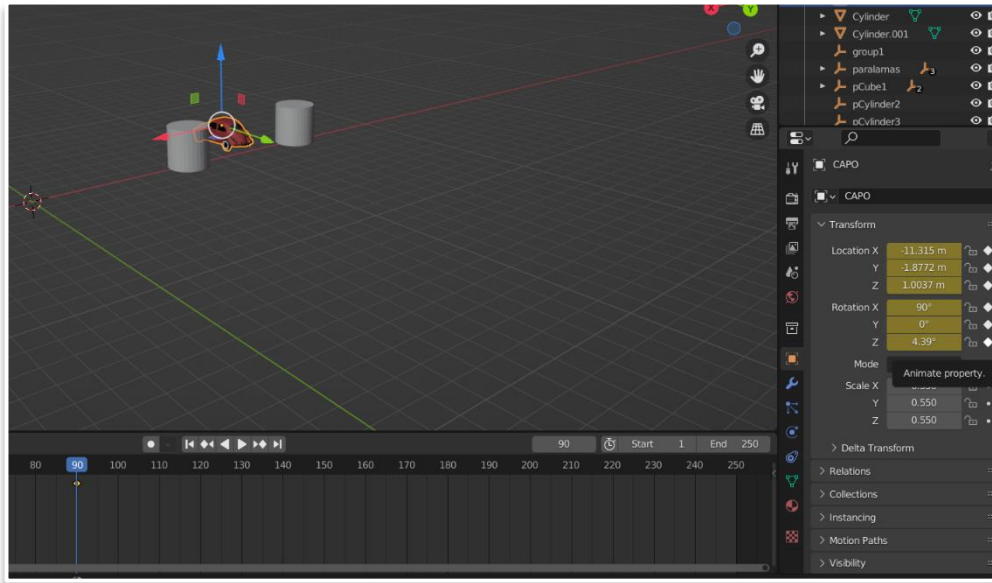 X Y
Cylinder
Cylinder.001
group1
paralamas 3
pCube1 2
pCylinder2
pCylinder3
CAPO
CAPO
Transform
Location X -11.315 m
Y -1.8772 m
Z 1.0037 m
Rotation X 90°
Y 0°
Z 4.39°
Mode
Animate property.
Scale X
Y 0.550
Z 0.550
Delta Transform
Relations
Collections
Instancing
Motion Paths
Visibility
90 Start 1 End 250
80 90 100 110 120 130 140 150 160 170 180 190 200 210 220 230 240 250